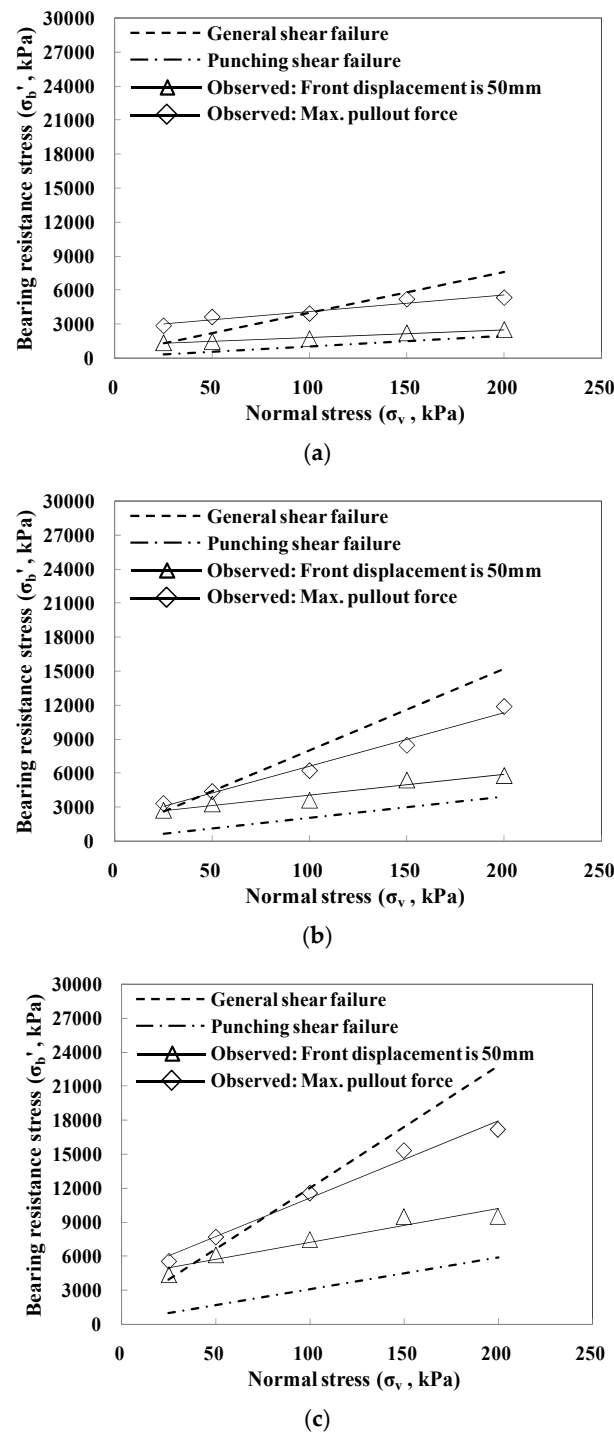 30000
27000
24000
21000
18000
15000
12000
9000
6000
3000
0
Bearing resistance stress (σb', kPa)
General shear failure
Punching shear failure
Observed: Front displacement is 50mm
Observed: Max. pullout force
0 50 100 150 200 250
Normal stress (σv , kPa)
(a)
30000
27000
24000
21000
18000
15000
12000
9000
6000
3000
0
Bearing resistance stress (σb', kPa)
General shear failure
Punching shear failure
Observed: Front displacement is 50mm
Observed: Max. pullout force
0 50 100 150 200 250
Normal stress (σv , kPa)
(b)
30000
27000
24000
21000
18000
15000
12000
9000
6000
3000
0
Bearing resistance stress (σb', kPa)
General shear failure
Punching shear failure
Observed: Front displacement is 50mm
Observed: Max. pullout force
0 50 100 150 200 250
Normal stress (σv , kPa)
(c)